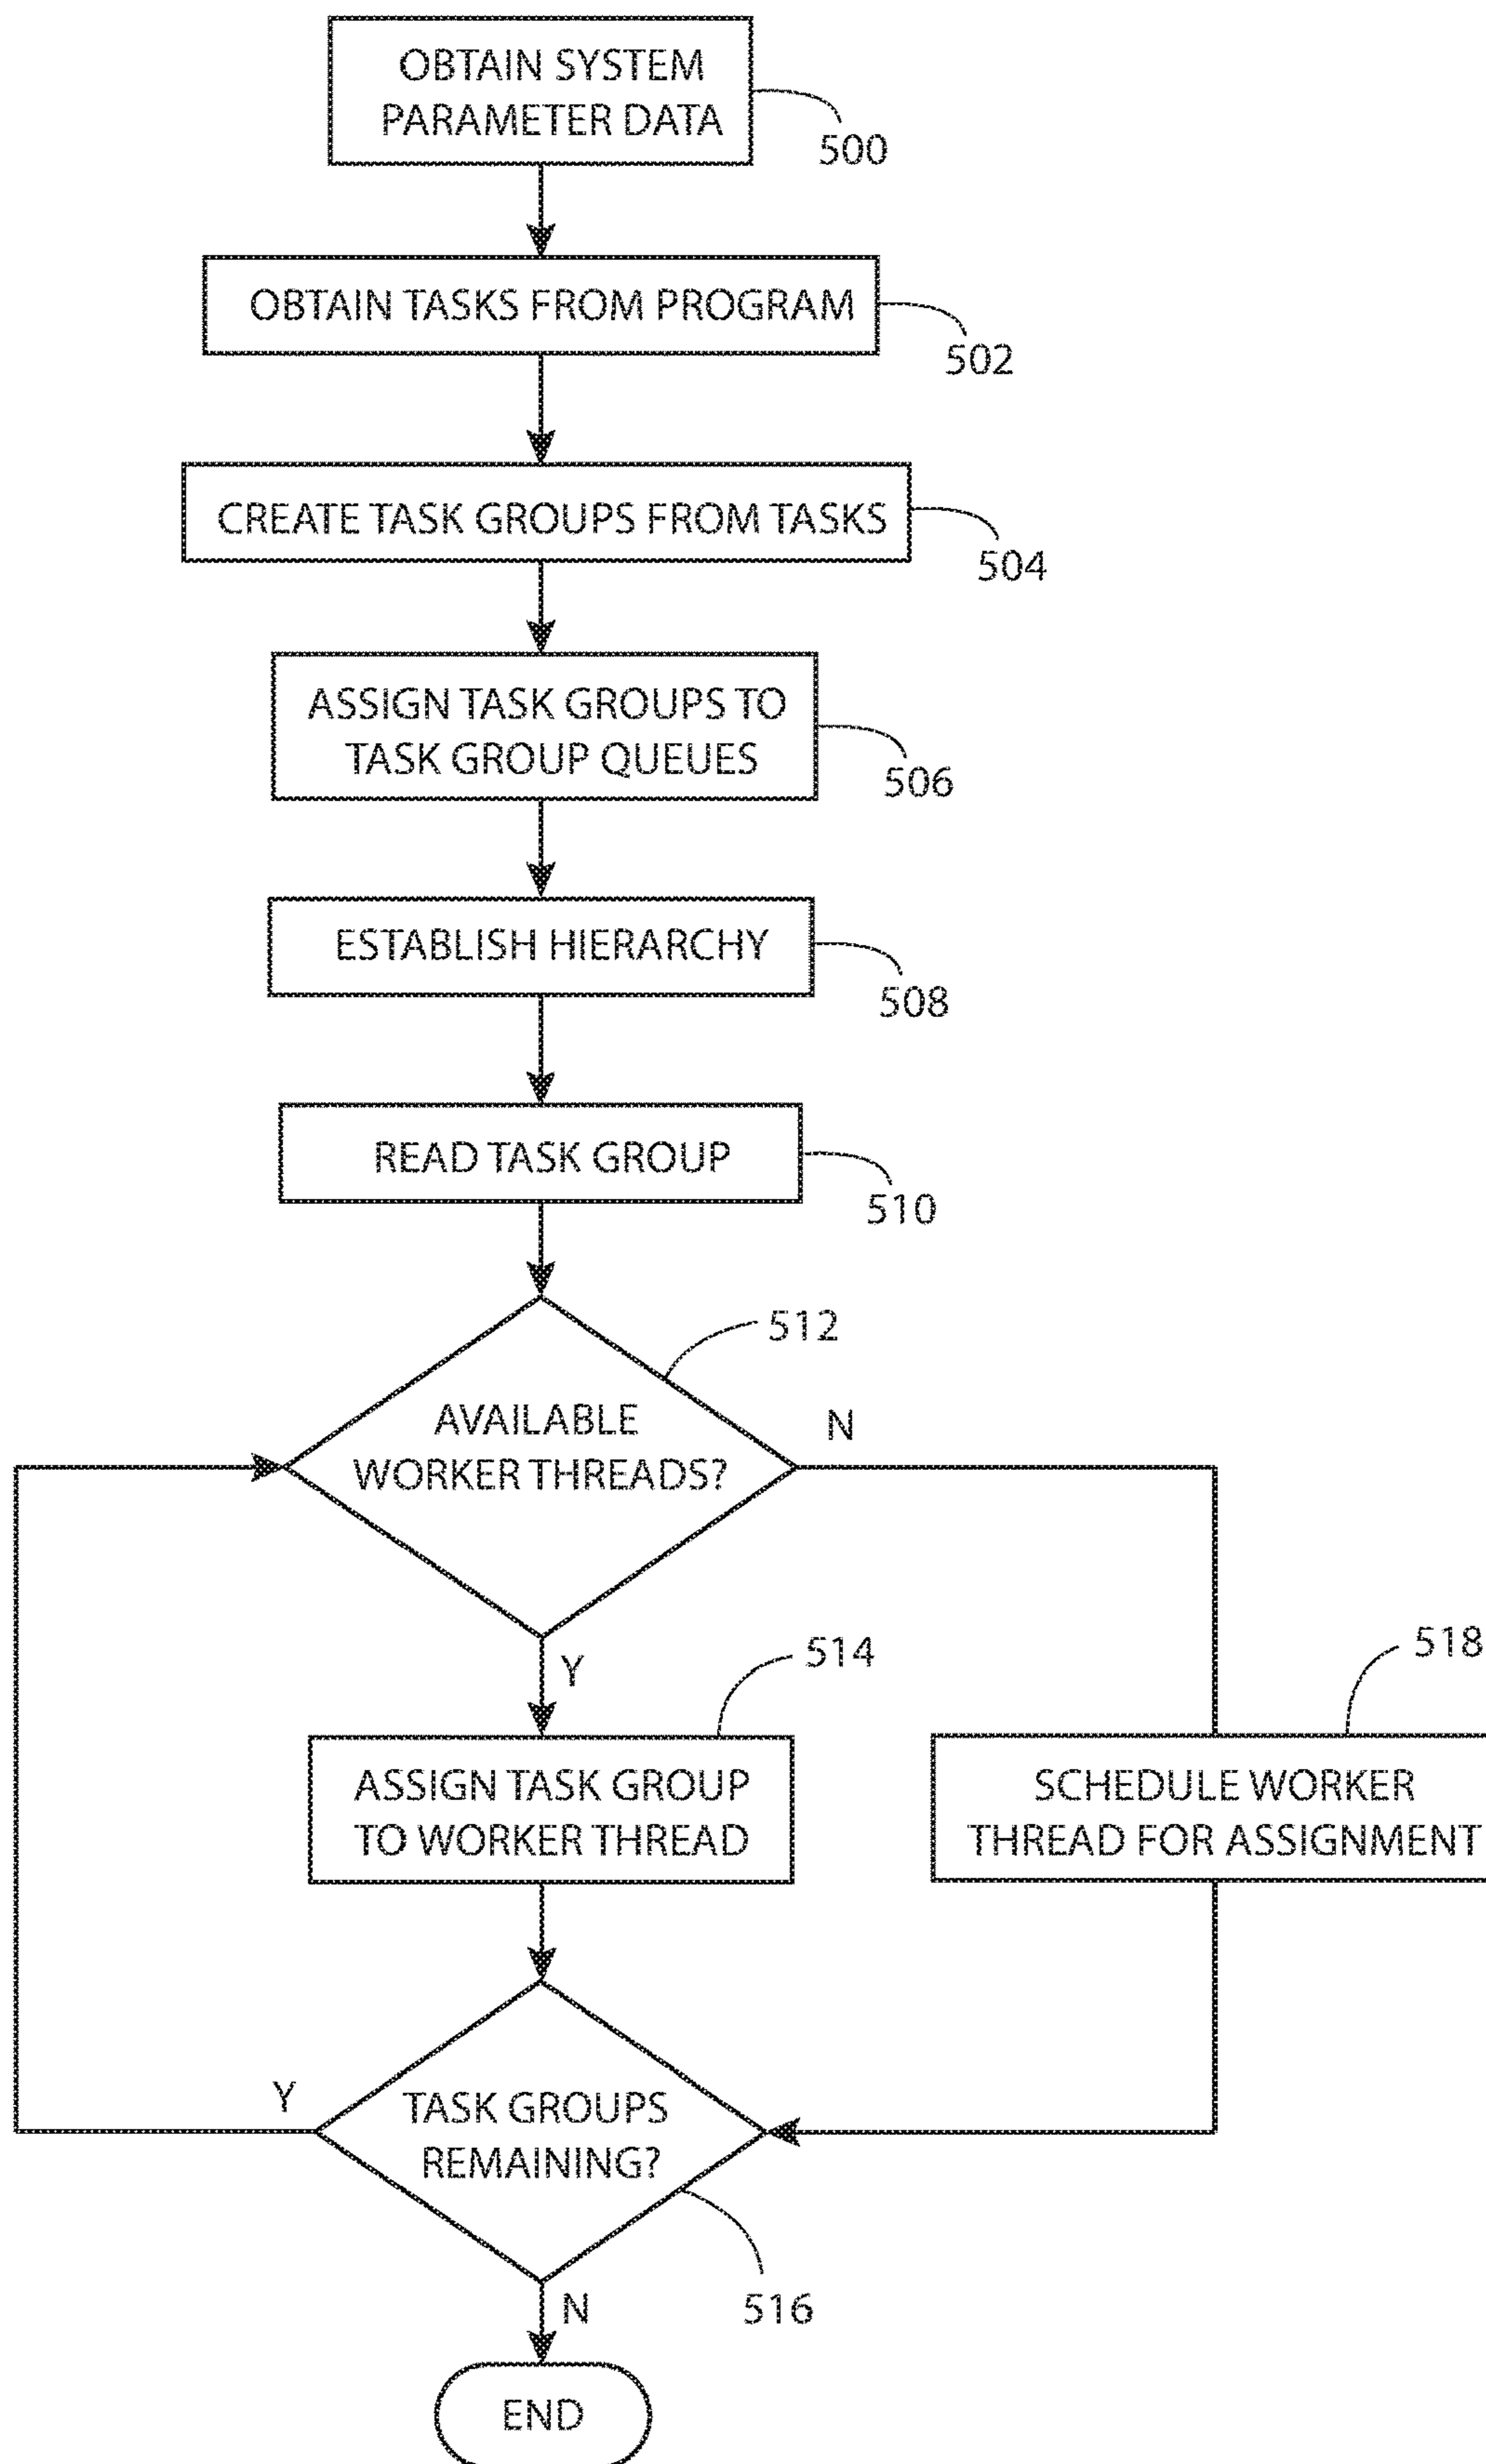 OBTAIN SYSTEM
PARAMETER DATA
500
OBTAIN TASKS FROM PROGRAM
502
CREATE TASK GROUPS FROM TASKS
504
ASSIGN TASK GROUPS TO
TASK GROUP QUEUES
506
ESTABLISH HIERARCHY
508
READ TASK GROUP
510
512
AVAILABLE
WORKER THREADS?
N
Y
514
518
ASSIGN TASK GROUP
TO WORKER THREAD
SCHEDULE WORKER
THREAD FOR ASSIGNMENT
Y
TASK GROUPS
REMAINING?
516
N
END